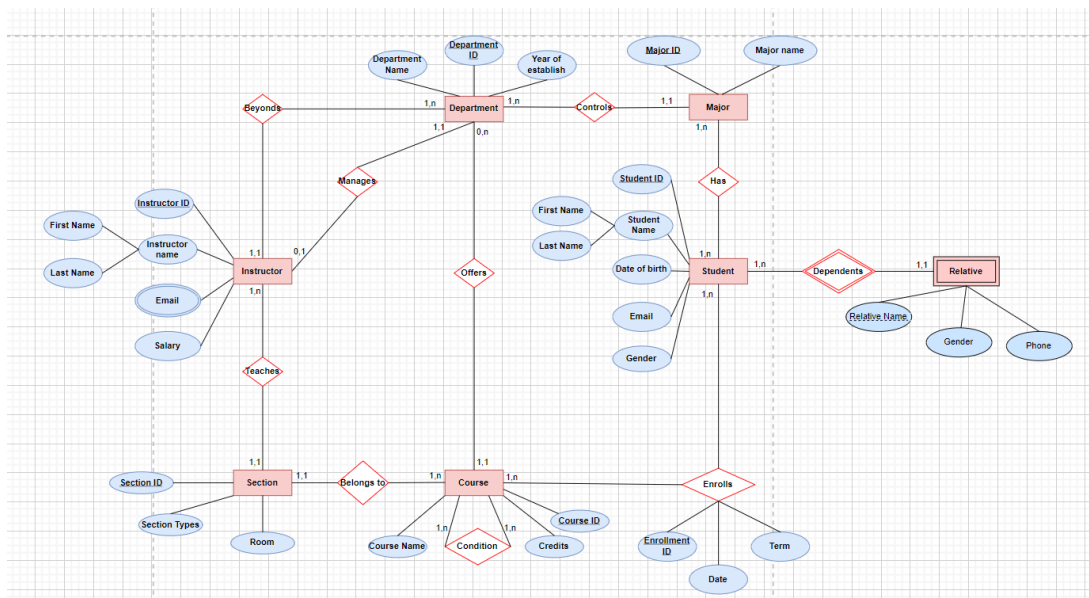 Department
ID
Major ID
Major name
Department
Name
Year of
establish
Beyonds
1,n
Department
1,n
Controls
1,1
Major
1,1
0,n
1,n
Manages
Has
Student ID
Instructor ID
First Name
First Name
Student
Name
Instructor
name
Last Name
Last Name
1,1
0,1
1,n
Instructor
Offers
Date of birth
Student
1,n
Dependents
1,1
Relative
1,n
1,n
Email
Email
Relative Name
Salary
Gender
Gender
Phone
Teaches
1,1
1,1
Section ID
Section
1,1
Belongs to
1,n
Course
1,n
Enrolls
Section Types
1,n
1,n
Course ID
Room
Course Name
Condition
Credits
Enrollment
ID
Term
Date